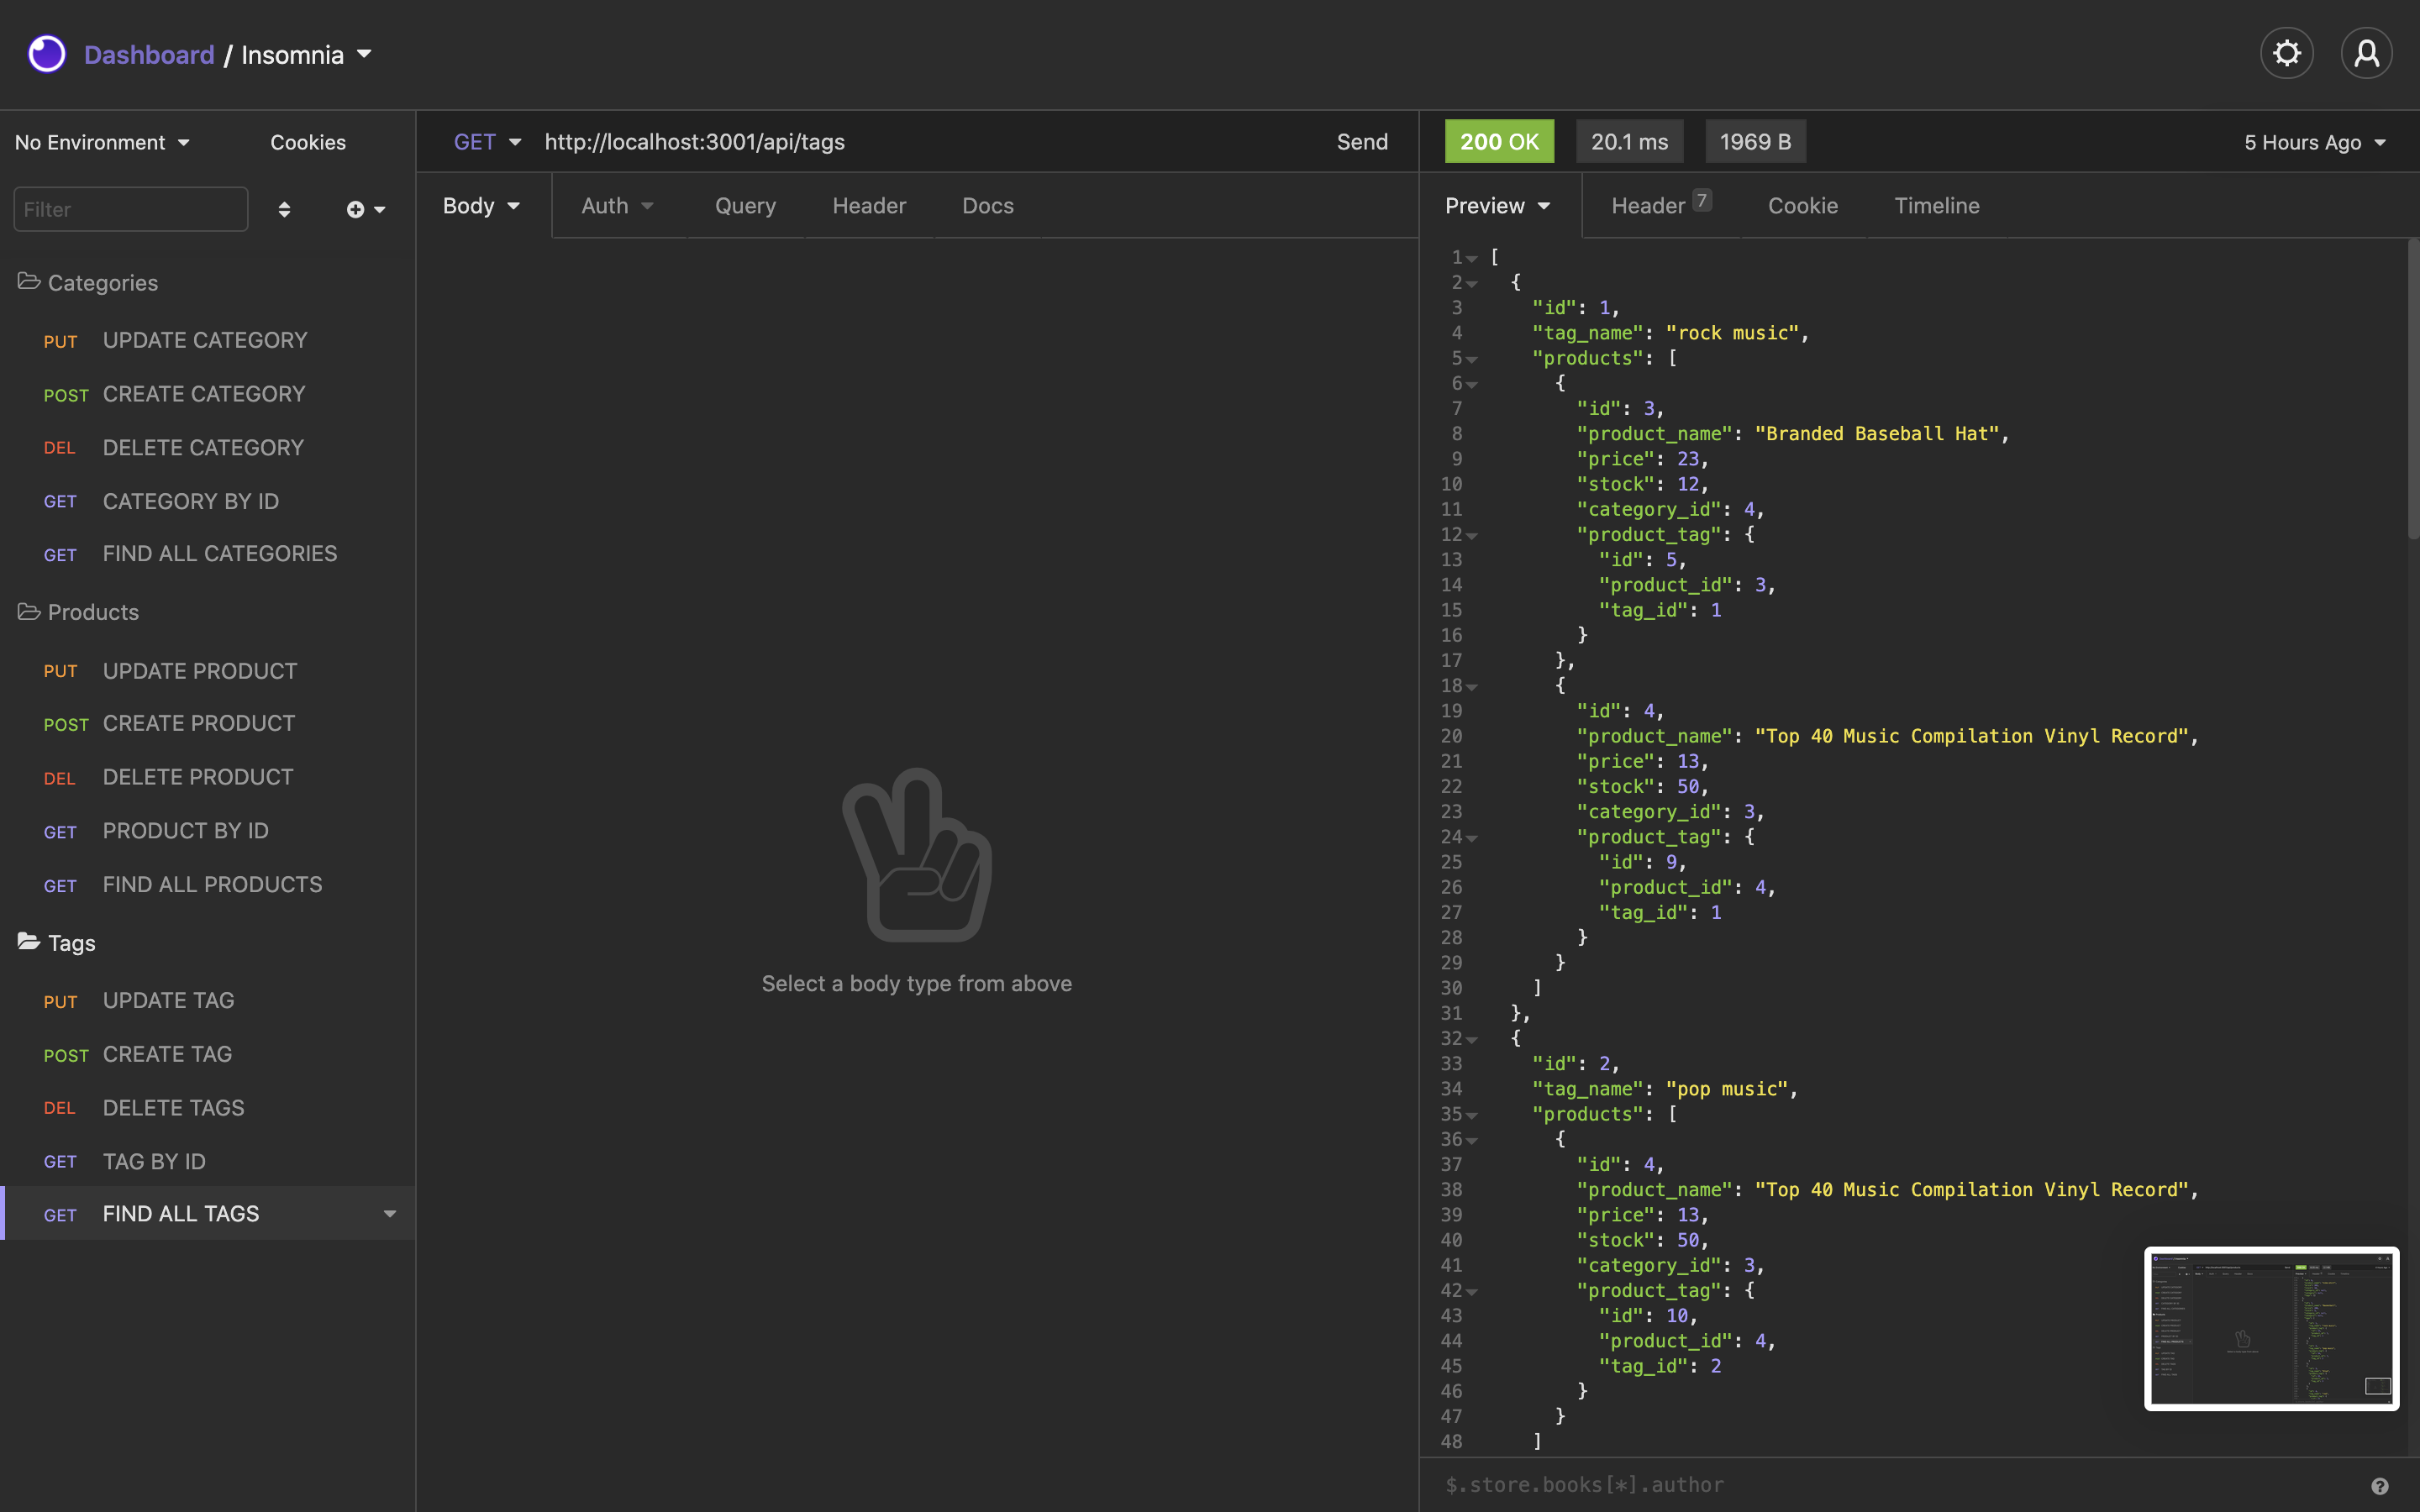 Dashboard / Insomnia
No Environment
Cookies
Filter
Categories
PUT UPDATE CATEGORY
POST CREATE CATEGORY
DEL DELETE CATEGORY
GET CATEGORY BY ID
GET FIND ALL CATEGORIES
Products
PUT UPDATE PRODUCT
POST CREATE PRODUCT
DEL DELETE PRODUCT
GET PRODUCT BY ID
GET FIND ALL PRODUCTS
Tags
PUT UPDATE TAG
POST CREATE TAG
DEL DELETE TAGS
GET TAG BY ID
GET FIND ALL TAGS
GET http://localhost:3001/api/tags Send
Body Auth Query Header Docs
Select a body type from above
200 OK 20.1 ms 1969 B 5 Hours Ago
Preview Header 7 Cookie Timeline
1 [
2 {
3 "id": 1,
4 "tag_name": "rock music",
5 "products": [
6 {
7 "id": 3,
8 "product_name": "Branded Baseball Hat",
9 "price": 23,
10 "stock": 12,
11 "category_id": 4,
12 "product_tag": {
13 "id": 5,
14 "product_id": 3,
15 "tag_id": 1
16 }
17 },
18 {
19 "id": 4,
20 "product_name": "Top 40 Music Compilation Vinyl Record",
21 "price": 13,
22 "stock": 50,
23 "category_id": 3,
24 "product_tag": {
25 "id": 9,
26 "product_id": 4,
27 "tag_id": 1
28 }
29 }
30 ]
31 },
32 {
33 "id": 2,
34 "tag_name": "pop music",
35 "products": [
36 {
37 "id": 4,
38 "product_name": "Top 40 Music Compilation Vinyl Record",
39 "price": 13,
40 "stock": 50,
41 "category_id": 3,
42 "product_tag": {
43 "id": 10,
44 "product_id": 4,
45 "tag_id": 2
46 }
47 }
48 ]
$.store.books[*].author